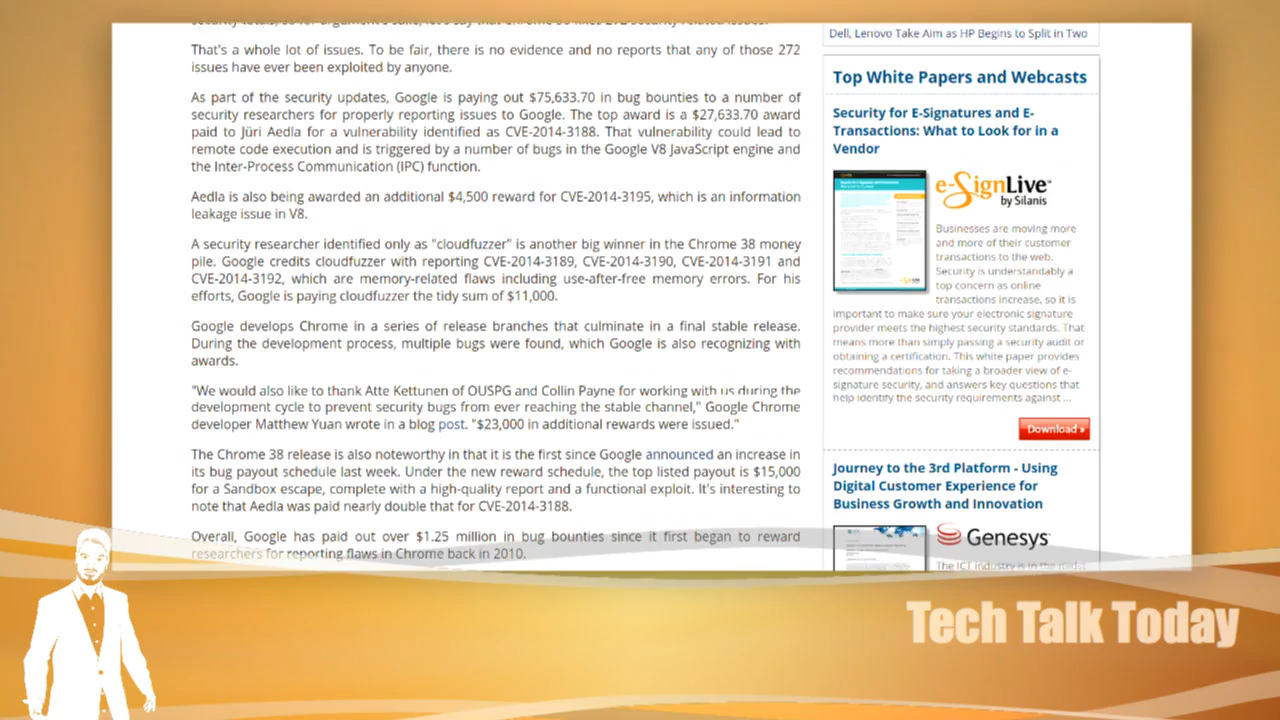 That's a whole lot of issues. To be fair, there is no evidence and no reports that any of those 272
issues have ever been exploited by anyone.
As part of the security updates, Google is paying out $75,633.70 in bug bounties to a number of
security researchers for properly reporting issues to Google. The top award is a $27,633.70 award
paid to Jüri Aedla for a vulnerability identified as CVE-2014-3188. That vulnerability could lead to
remote code execution and is triggered by a number of bugs in the Google V8 JavaScript engine and
the Inter-Process Communication (IPC) function.
Aedla is also being awarded an additional $4,500 reward for CVE-2014-3195, which is an information
leakage issue in V8.
A security researcher identified only as "cloudfuzzer" is another big winner in the Chrome 38 money
pile. Google credits cloudfuzzer with reporting CVE-2014-3189, CVE-2014-3190, CVE-2014-3191 and
CVE-2014-3192, which are memory-related flaws including use-after-free memory errors. For his
efforts, Google is paying cloudfuzzer the tidy sum of $11,000.
Google develops Chrome in a series of release branches that culminate in a final stable release.
During the development process, multiple bugs were found, which Google is also recognizing with
awards.
"We would also like to thank Atte Kettunen of OUSPG and Collin Payne for working with us during the
development cycle to prevent security bugs from ever reaching the stable channel," Google Chrome
developer Matthew Yuan wrote in a blog post. "$23,000 in additional rewards were issued."
The Chrome 38 release is also noteworthy in that it is the first since Google announced an increase in
its bug payout schedule last week. Under the new reward schedule, the top listed payout is $15,000
for a Sandbox escape, complete with a high-quality report and a functional exploit. It's interesting to
note that Aedla was paid nearly double that for CVE-2014-3188.
Overall, Google has paid out over $1.25 million in bug bounties since it first began to reward
researchers for reporting flaws in Chrome back in 2010.
Dell, Lenovo Take Aim as HP Begins to Split in Two
Top White Papers and Webcasts
Security for E-Signatures and E-
Transactions: What to Look for in a
Vendor
e-SignLive™
by Silanis
Businesses are moving more
and more of their customer
transactions to the web.
Security is understandably a
top concern as online
transactions increase, so it is
important to make sure your electronic signature
provider meets the highest security standards. That
means more than simply passing a security audit or
obtaining a certification. This white paper provides
recommendations for taking a broader view of e-
signature security, and answers key questions that
help identify the security requirements against ...
Download »
Journey to the 3rd Platform - Using
Digital Customer Experience for
Business Growth and Innovation
Genesys
The ICT industry is in the midst
Tech Talk Today